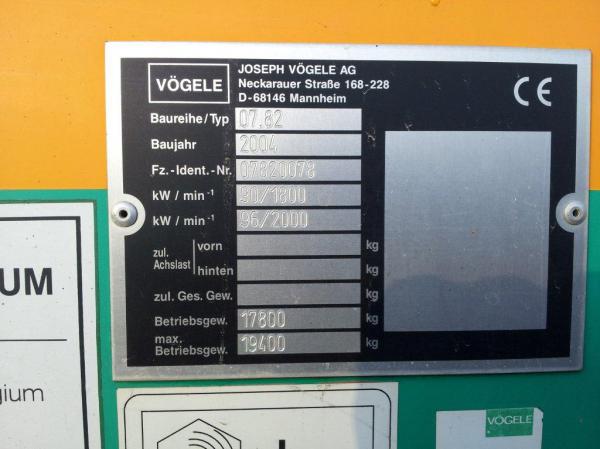 VÖGELE
JOSEPH VÖGELE AG
Neckarauer Straße 168-228
D-68146 Mannheim
CE
Baureihe/Typ 07.82
Baujahr 2004
Fz.-Ident.-Nr. 07820078
kW / min⁻¹ 90/1800
kW / min⁻¹ 96/2000
zul. Achslast vorn kg
hinten kg
zul. Ges. Gew. kg
Betriebsgew. 17800 kg
max. Betriebsgew. 19400 kg
UM
gium
VÖGELE